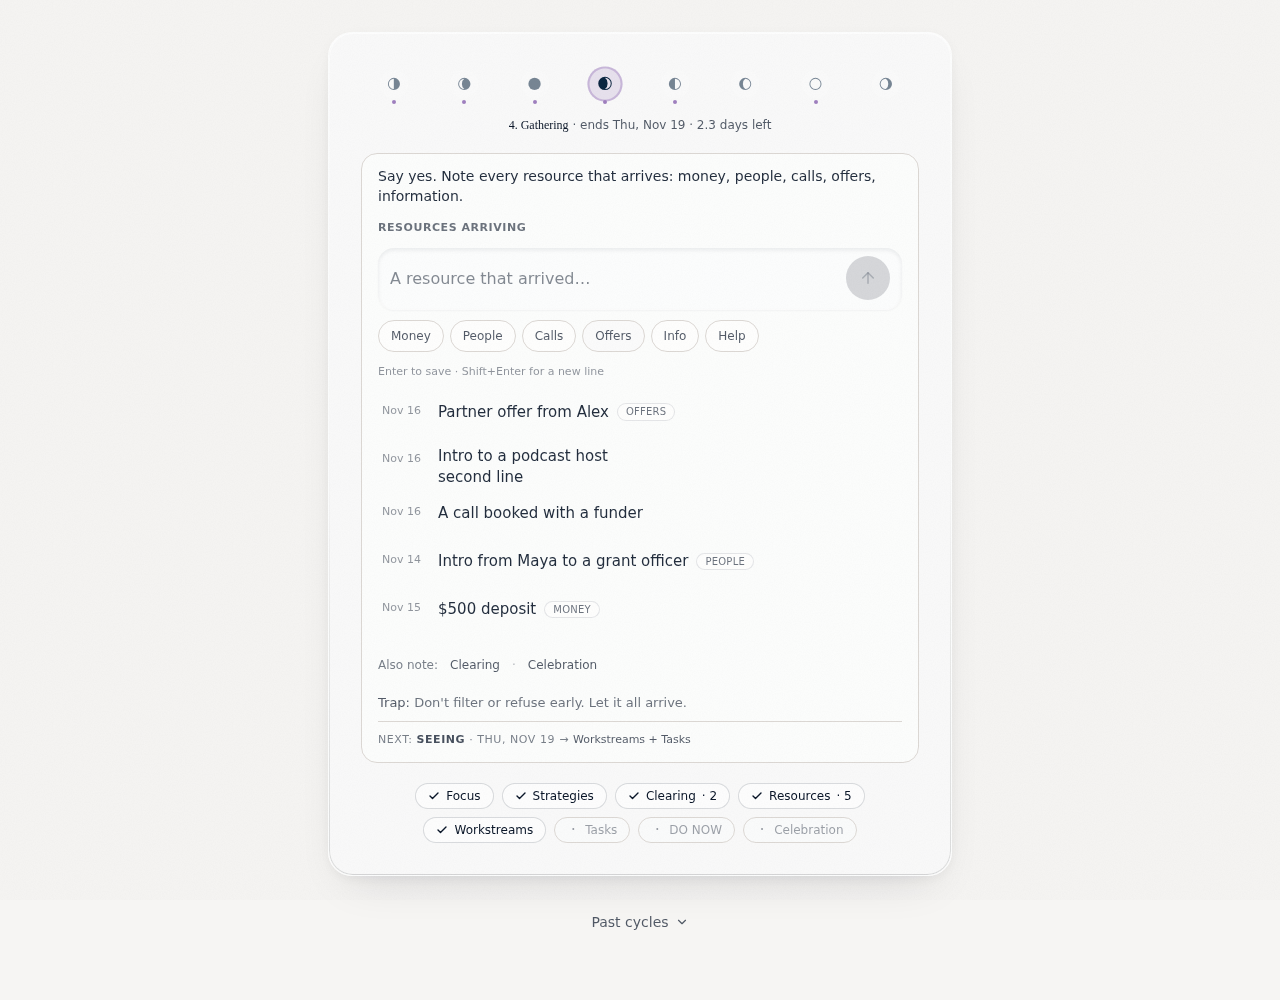 4. Gathering · ends Thu, Nov 19 · 2.3 days left
Say yes. Note every resource that arrives: money, people, calls, offers,
information.
RESOURCES ARRIVING
A resource that arrived…
Money People Calls Offers Info Help
Enter to save · Shift+Enter for a new line
Nov 16 Partner offer from Alex OFFERS
Nov 16 Intro to a podcast host
second line
Nov 16 A call booked with a funder
Nov 14 Intro from Maya to a grant officer PEOPLE
Nov 15 $500 deposit MONEY
Also note: Clearing · Celebration
Trap: Don't filter or refuse early. Let it all arrive.
NEXT: SEEING · THU, NOV 19 → Workstreams + Tasks
✓ Focus ✓ Strategies ✓ Clearing · 2 ✓ Resources · 5
✓ Workstreams · Tasks · DO NOW · Celebration
Past cycles